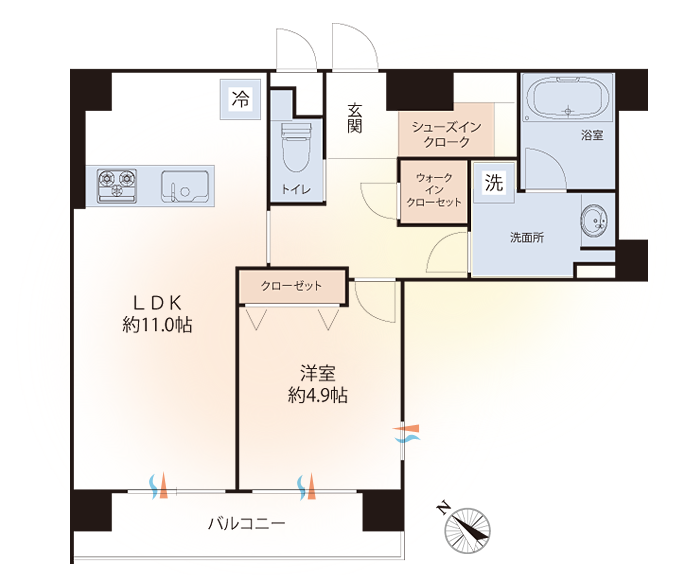 冷
玄関
シューズイン
クローク
浴室
トイレ
ウォーク
イン
クローゼット
洗
洗面所
クローゼット
LDK
約11.0帖
洋室
約4.9帖
バルコニー
N